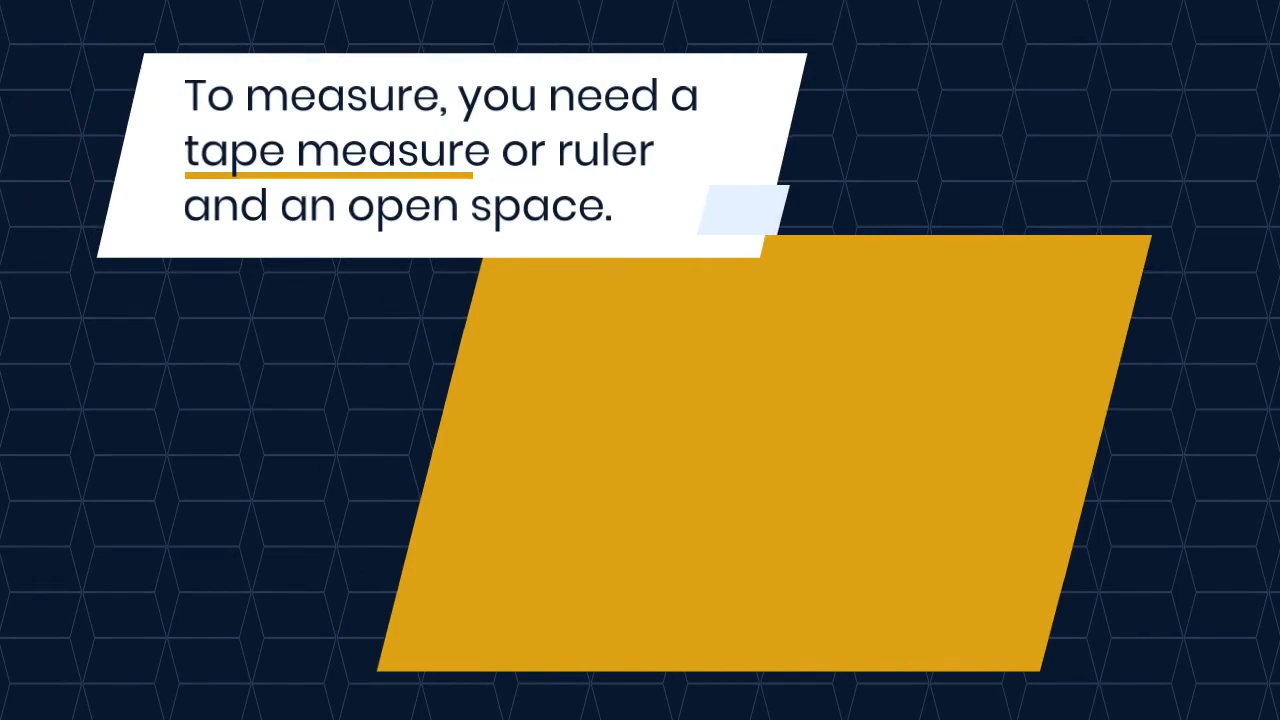 To measure, you need a
tape measure or ruler
and an open space.